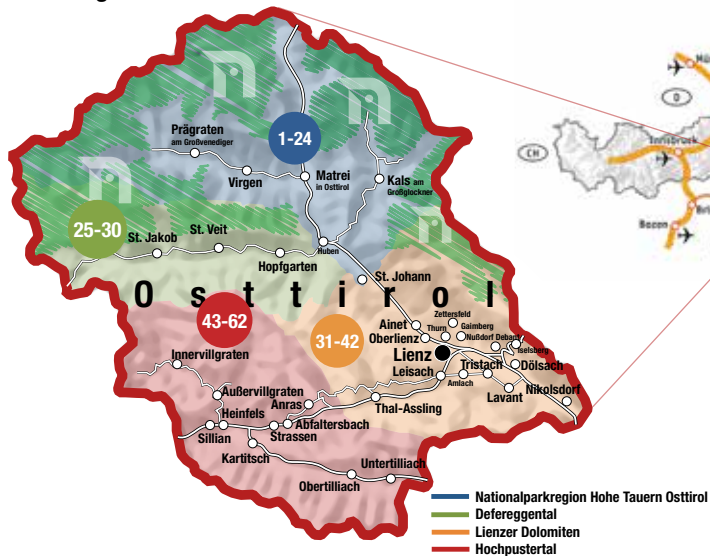 Prägraten
am Großvenediger
1-24
Virgen
Matrei
in Osttirol
Kals am
Großglockner
25-30
St. Jakob
St. Veit
Hopfgarten
Huben
St. Johann
Osttirol
43-62
31-42
Zettersfeld
Ainet
Thurn
Gaimberg
Oberlienz
Nußdorf Debant
Iselsberg
Lienz
Innervillgraten
Leisach
Tristach
Dölsach
Amlach
Außervillgraten
Anras
Lavant
Nikolsdorf
Thal-Assling
Heinfels
Abfaltersbach
Sillian
Strassen
Kartitsch
Untertilliach
Obertilliach
Nationalparkregion Hohe Tauern Osttirol
Defereggental
Lienzer Dolomiten
Hochpustertal
D
CH
Innsbruck
Bozen